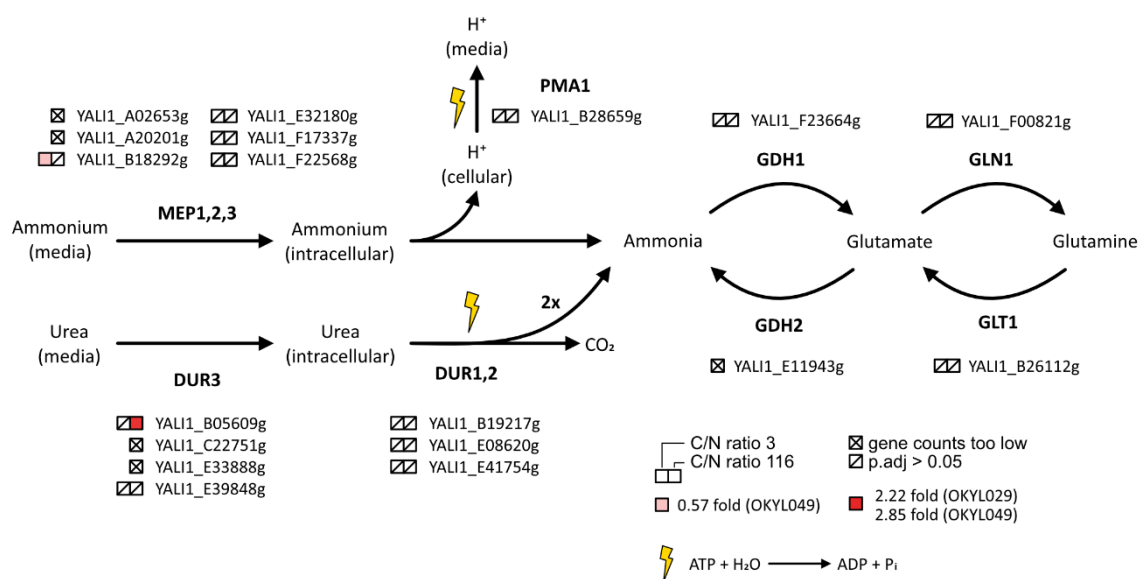 H⁺
(media)
PMA1
YALI1_B28659g
H⁺
(cellular)
YALI1_A02653g
YALI1_A20201g
YALI1_B18292g
YALI1_E32180g
YALI1_F17337g
YALI1_F22568g
YALI1_F23664g
GDH1
YALI1_F00821g
GLN1
MEP1,2,3
Ammonium
(media)
Ammonium
(intracellular)
Ammonia
Glutamate
Glutamine
2x
GDH2
YALI1_E11943g
GLT1
YALI1_B26112g
Urea
(media)
Urea
(intracellular)
CO₂
DUR3
YALI1_B05609g
YALI1_C22751g
YALI1_E33888g
YALI1_E39848g
DUR1,2
YALI1_B19217g
YALI1_E08620g
YALI1_E41754g
C/N ratio 3
C/N ratio 116
gene counts too low
p.adj > 0.05
0.57 fold (OKYL049)
2.22 fold (OKYL029)
2.85 fold (OKYL049)
ATP + H₂O ADP + Pᵢ